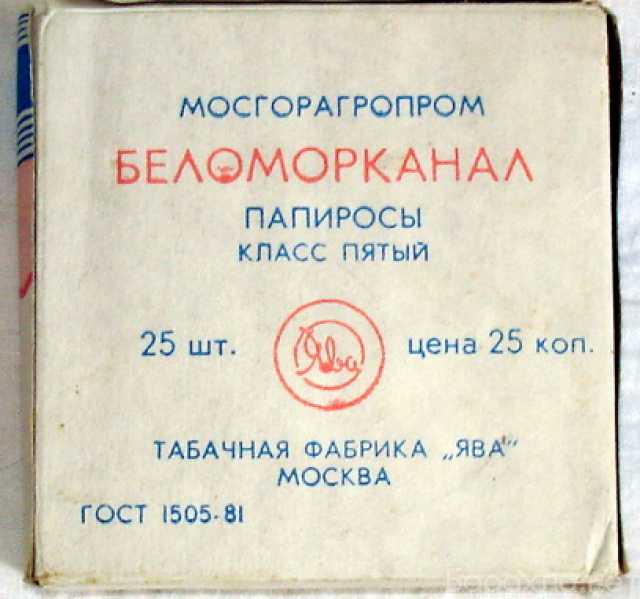 МОСГОРАГРОПРОМ
БЕЛОМОРКАНАЛ
ПАПИРОСЫ
КЛАСС ПЯТЫЙ
25 шт.
Ява
цена 25 коп.
ТАБАЧНАЯ ФАБРИКА „ЯВА"
МОСКВА
ГОСТ 1505-81